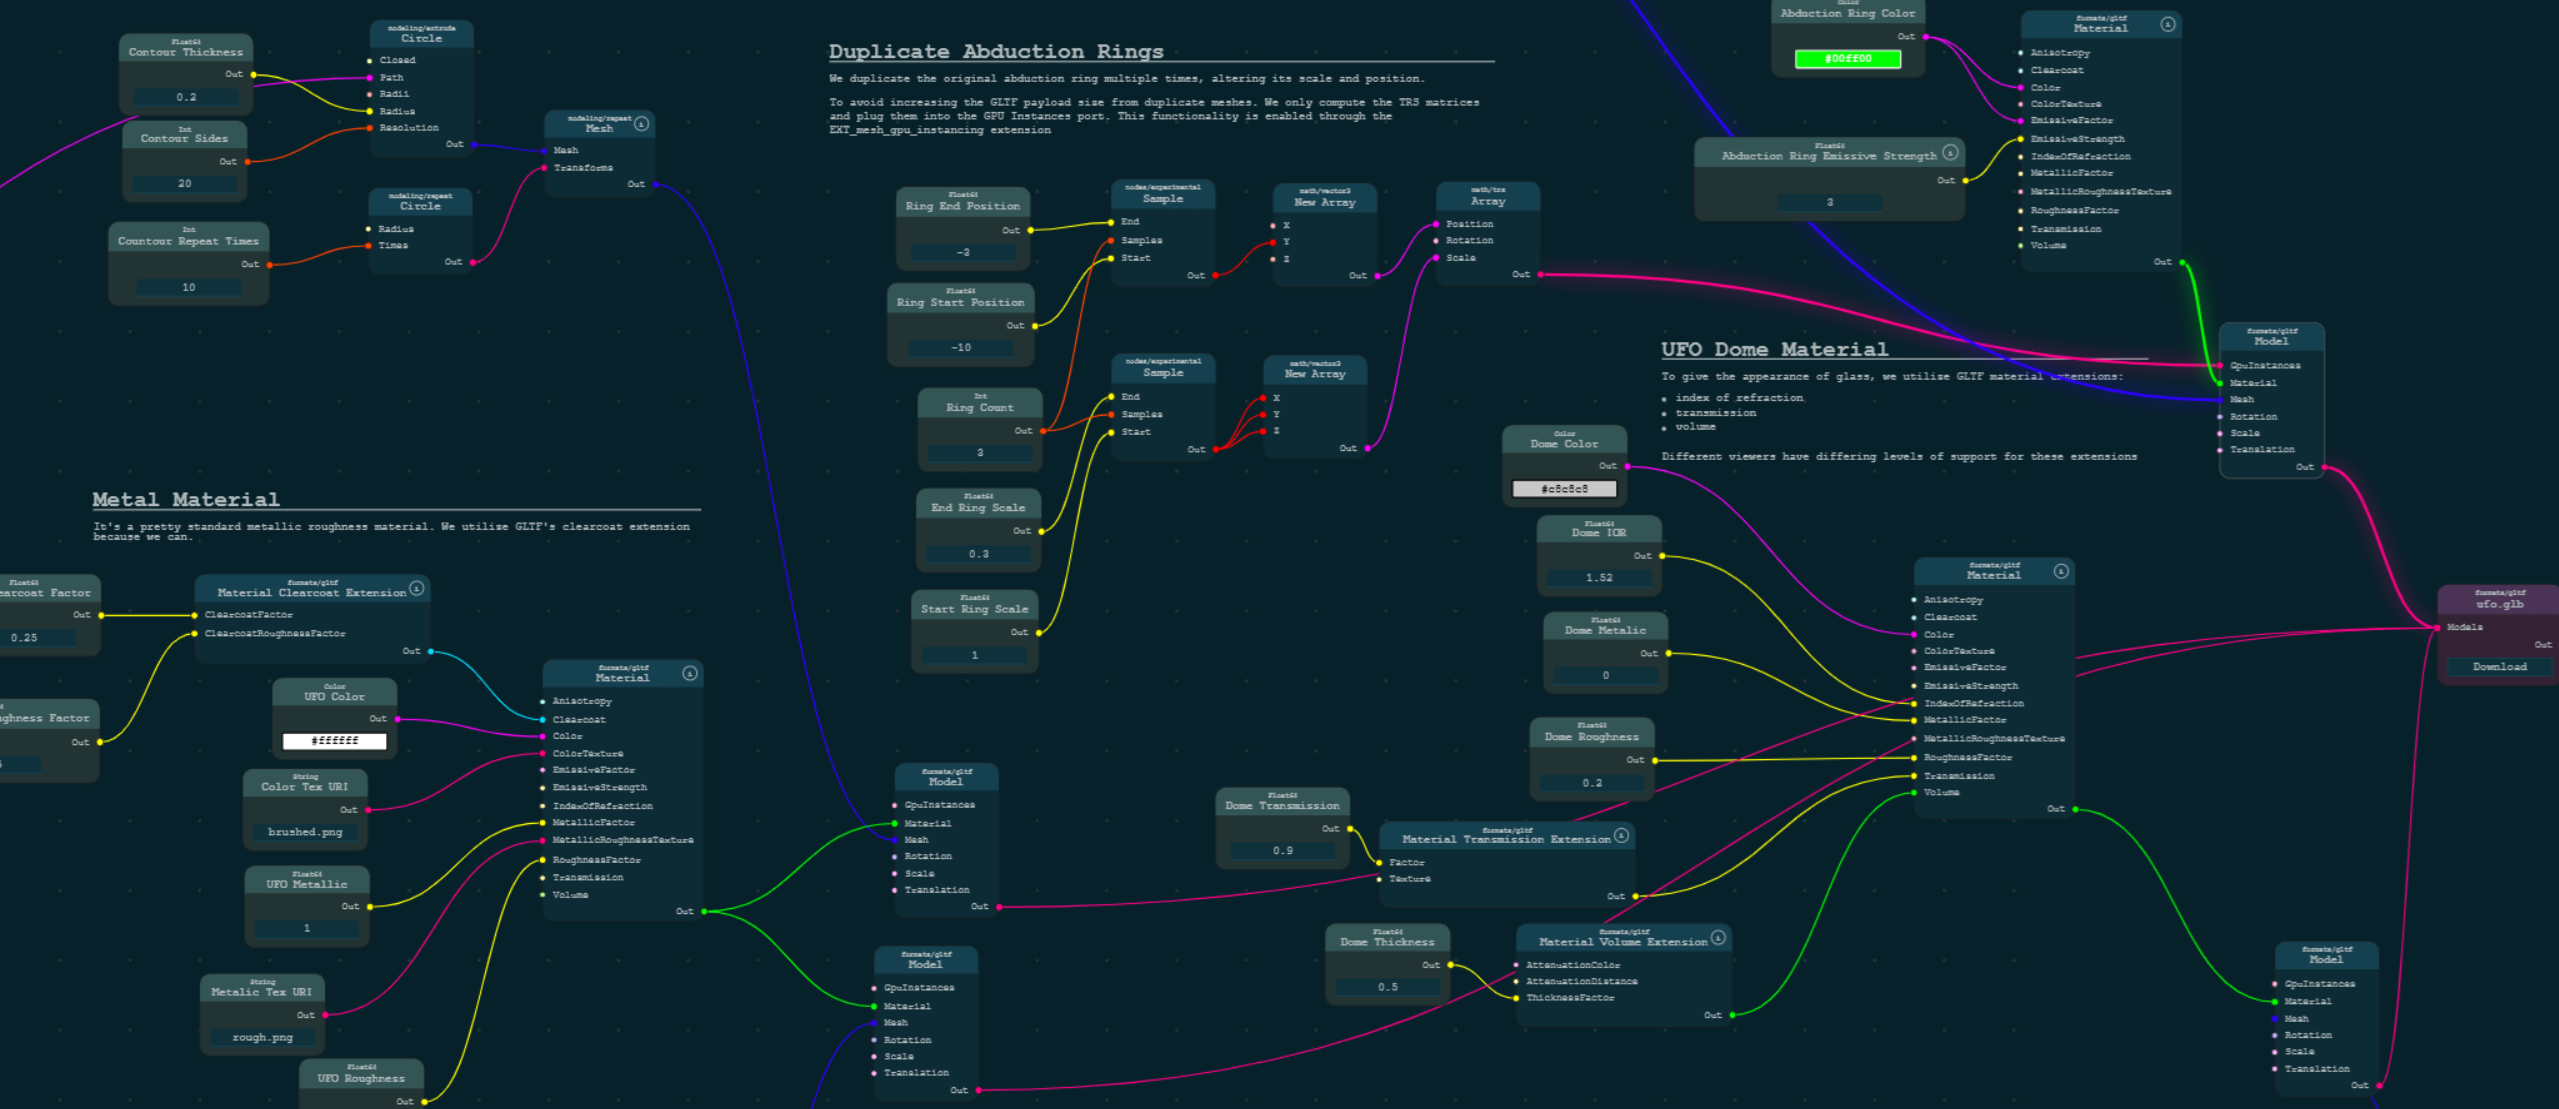 Float64
Contour Thickness
Out
0.2
Int
Contour Sides
Out
20
Int
Countour Repeat Times
Out
10
modeling/extrude
Circle
Closed
Path
Radii
Radius
Resolution
Out
modeling/repeat
Circle
Radius
Times
Out
modeling/repeat
Mesh
Mesh
Transforms
Out
Duplicate Abduction Rings
We duplicate the original abduction ring multiple times, altering its scale and position.
To avoid increasing the GLTF payload size from duplicate meshes. We only compute the TRS matrices
and plug them into the GPU Instances port. This functionality is enabled through the
EXT_mesh_gpu_instancing extension
Float64
Ring End Position
Out
-3
Float64
Ring Start Position
Out
-10
Int
Ring Count
Out
3
Float64
End Ring Scale
Out
0.3
Float64
Start Ring Scale
Out
1
nodes/experimental
Sample
End
Samples
Start
Out
nodes/experimental
Sample
End
Samples
Start
Out
math/vector3
New Array
X
Y
Z
Out
math/vector3
New Array
X
Y
Z
Out
math/trs
Array
Position
Rotation
Scale
Out
Color
Abduction Ring Color
Out
#00ff00
Float64
Abduction Ring Emissive Strength
Out
3
formats/gltf
Material
Anisotropy
Clearcoat
Color
ColorTexture
EmissiveFactor
EmissiveStrength
IndexOfRefraction
MetallicFactor
MetallicRoughnessTexture
RoughnessFactor
Transmission
Volume
Out
formats/gltf
Model
GpuInstances
Material
Mesh
Rotation
Scale
Translation
Out
UFO Dome Material
To give the appearance of glass, we utilize GLTF material extensions:
index of refraction
transmission
volume
Different viewers have differing levels of support for these extensions
Color
Dome Color
Out
#c8c8c8
Float64
Dome IOR
Out
1.52
Float64
Dome Metalic
Out
0
Float64
Dome Roughness
Out
0.2
Float64
Dome Transmission
Out
0.9
formats/gltf
Material Transmission Extension
Factor
Texture
Out
Float64
Dome Thickness
Out
0.5
formats/gltf
Material Volume Extension
AttenuationColor
AttenuationDistance
ThicknessFactor
Out
formats/gltf
Material
Anisotropy
Clearcoat
Color
ColorTexture
EmissiveFactor
EmissiveStrength
IndexOfRefraction
MetallicFactor
MetallicRoughnessTexture
RoughnessFactor
Transmission
Volume
Out
formats/gltf
ufo.glb
Models
Out
Download
formats/gltf
Model
GpuInstances
Material
Mesh
Rotation
Scale
Translation
Out
Metal Material
It's a pretty standard metallic roughness material. We utilize GLTF's clearcoat extension
because we can.
Float64
earcoat Factor
Out
0.25
ghness Factor
Out
formats/gltf
Material Clearcoat Extension
ClearcoatFactor
ClearcoatRoughnessFactor
Out
Color
UFO Color
Out
#ffffff
String
Color Tex URI
Out
brushed.png
Float64
UFO Metallic
Out
1
String
Metalic Tex URI
Out
rough.png
Float64
UFO Roughness
Out
formats/gltf
Material
Anisotropy
Clearcoat
Color
ColorTexture
EmissiveFactor
EmissiveStrength
IndexOfRefraction
MetallicFactor
MetallicRoughnessTexture
RoughnessFactor
Transmission
Volume
Out
formats/gltf
Model
GpuInstances
Material
Mesh
Rotation
Scale
Translation
Out
formats/gltf
Model
GpuInstances
Material
Mesh
Rotation
Scale
Translation
Out